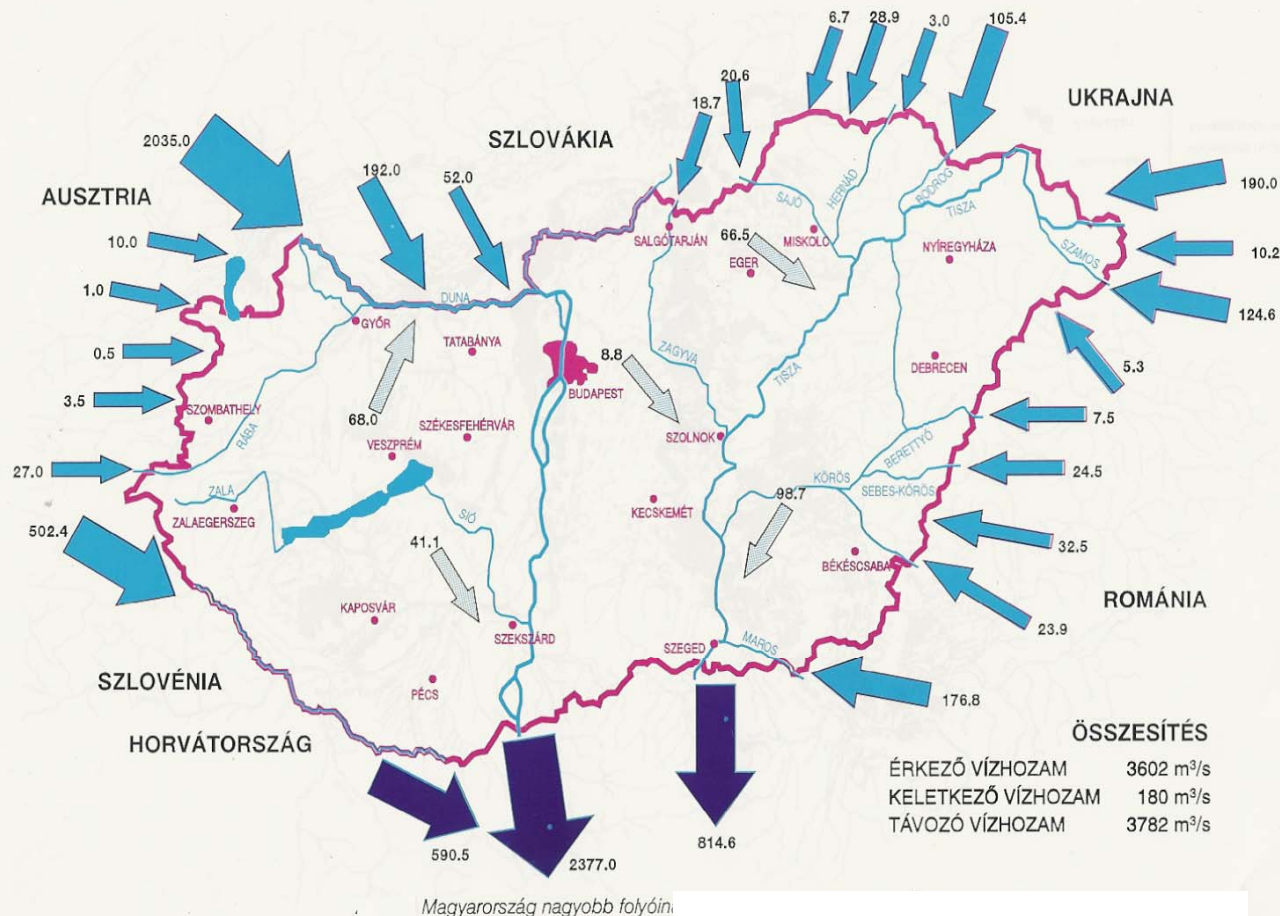 6.7
28.9
3.0
105.4
20.6
18.7
UKRAJNA
SZLOVÁKIA
2035.0
192.0
52.0
AUSZTRIA
190.0
10.0
HERNÁD
BODROG
SAJÓ
TISZA
SALGÓTARJÁN
66.5
MISKOLC
NYÍREGYHÁZA
SZAMOS
10.2
EGER
1.0
DUNA
124.6
GYŐR
TATABÁNYA
ZAGYVA
0.5
8.8
TISZA
DEBRECEN
5.3
BUDAPEST
3.5
SZOMBATHELY
68.0
SZÉKESFEHÉRVÁR
7.5
RÁBA
VESZPRÉM
SZOLNOK
BERETTYÓ
27.0
KÖRÖS
SEBES-KÖRÖS
24.5
ZALA
98.7
ZALAEGERSZEG
SIÓ
KECSKEMÉT
502.4
41.1
32.5
BÉKÉSCSABA
ROMÁNIA
KAPOSVÁR
SZEKSZÁRD
23.9
SZEGED
MAROS
SZLOVÉNIA
PÉCS
176.8
HORVÁTORSZÁG
ÖSSZESÍTÉS
ÉRKEZŐ VÍZHOZAM 3602 m³/s
KELETKEZŐ VÍZHOZAM 180 m³/s
TÁVOZÓ VÍZHOZAM 3782 m³/s
590.5
2377.0
814.6
Magyarország nagyobb